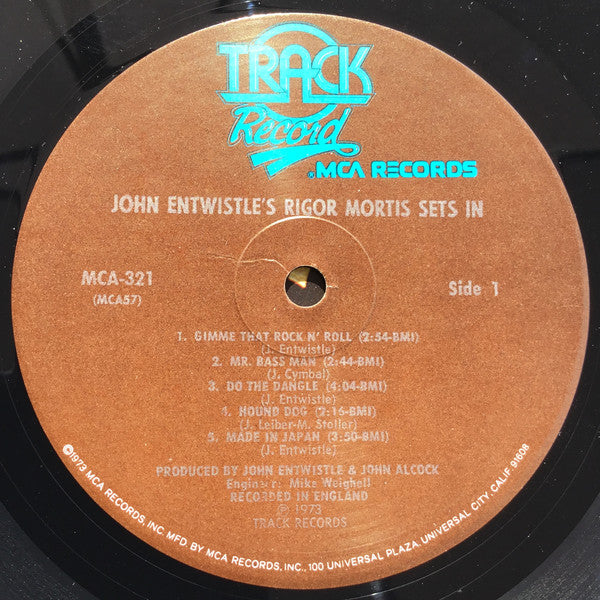 TRACK
Record
MCA RECORDS
JOHN ENTWISTLE'S RIGOR MORTIS SETS IN
MCA-321
(MCA57)
Side 1
1. GIMME THAT ROCK N' ROLL (2:54-BMI)
(J. Entwistle)
2. MR. BASS MAN (2:44-BMI)
(J. Cymbal)
3. DO THE DANGLE (4:04-BMI)
(J. Entwistle)
4. HOUND DOG (2:16-BMI)
(J. Leiber-M. Stoller)
5. MADE IN JAPAN (3:50-BMI)
(J. Entwistle)
PRODUCED BY JOHN ENTWISTLE & JOHN ALCOCK
Engineer: Mike Weighell
RECORDED IN ENGLAND
℗ 1973
TRACK RECORDS
©1973 MCA RECORDS, INC. MFD. BY MCA RECORDS, INC., 100 UNIVERSAL PLAZA, UNIVERSAL CITY, CALIF. 91608